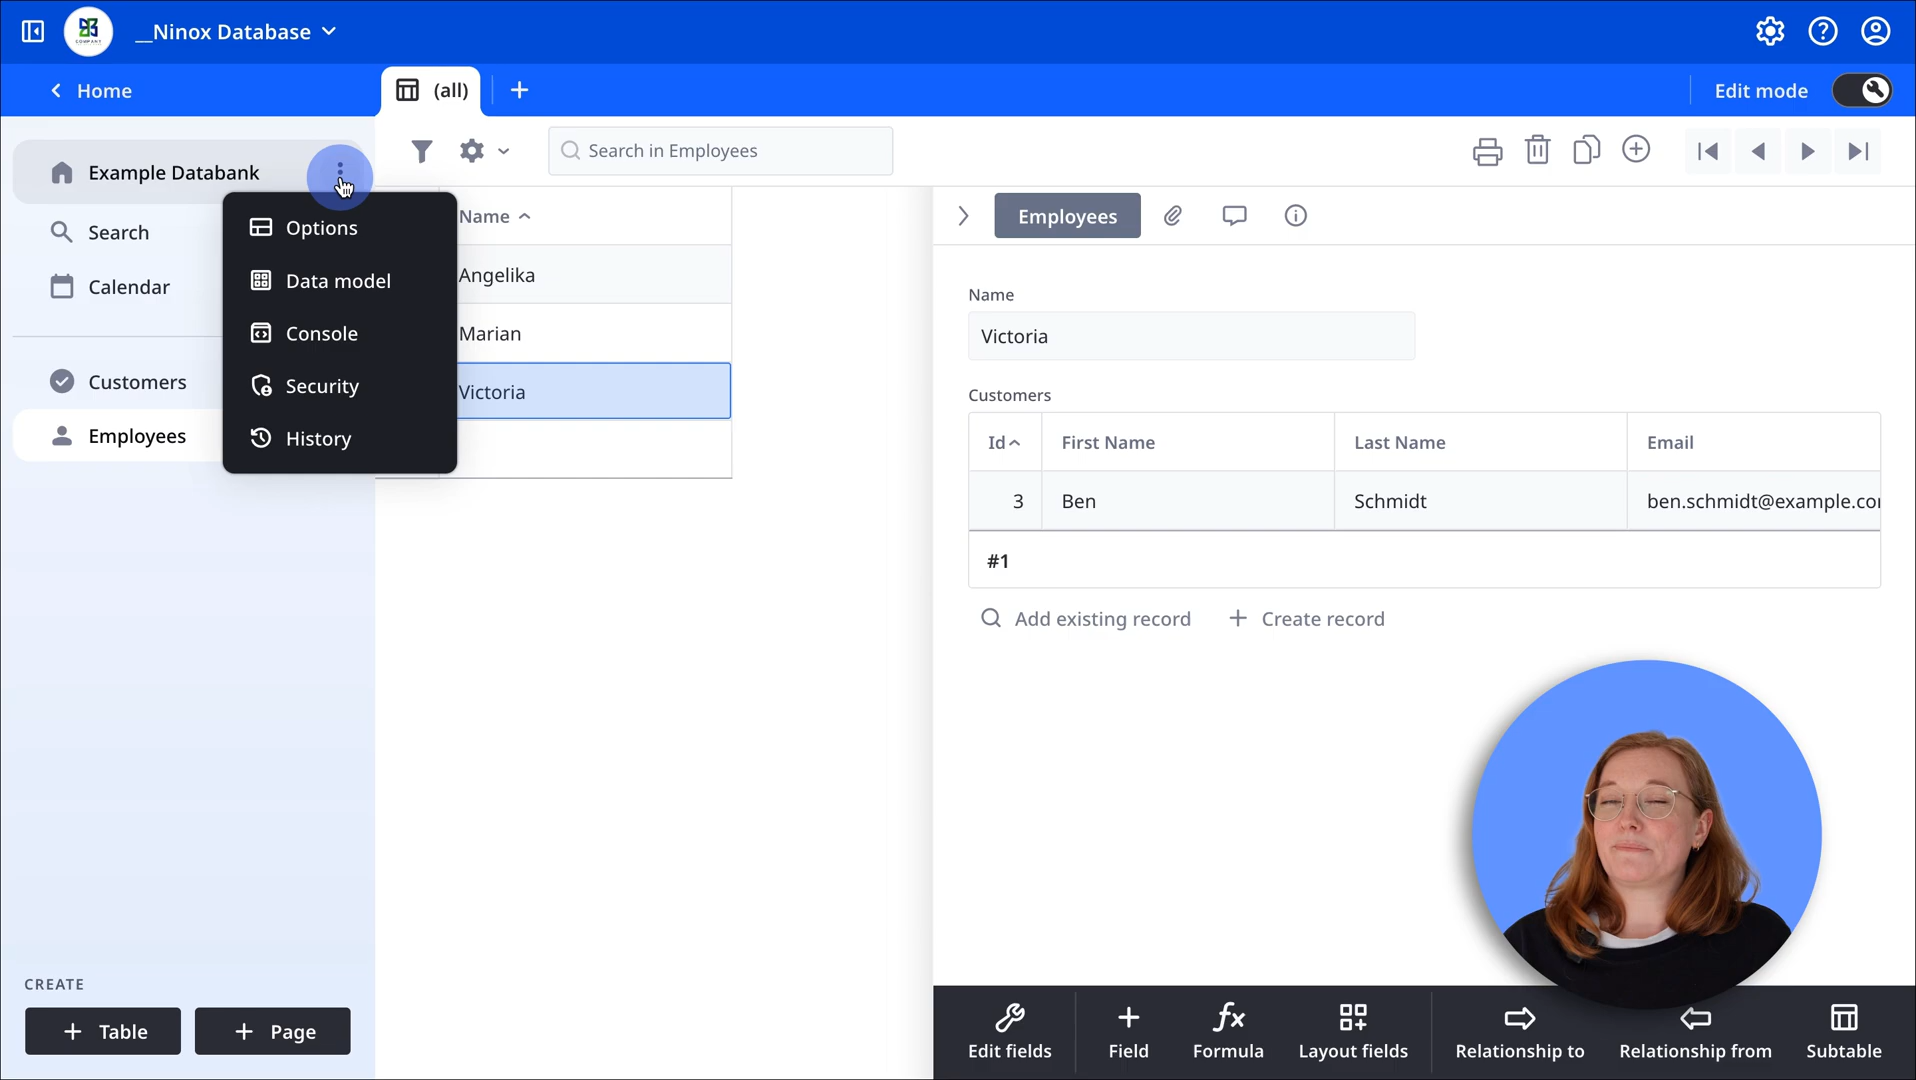 __Ninox Database
Home
(all)
Edit mode
Example Databank
Search in Employees
Search
Calendar
Customers
Employees
Options
Data model
Console
Security
History
Name
Angelika
Marian
Victoria
Employees
Name
Victoria
Customers
Id First Name Last Name Email
3 Ben Schmidt ben.schmidt@example.co
#1
Add existing record Create record
CREATE
Table Page
Edit fields Field Formula Layout fields Relationship to Relationship from Subtable